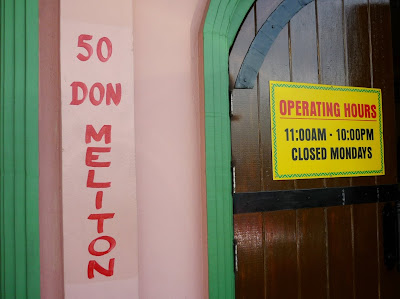 50
DON
MELITON
OPERATING HOURS
11:00AM - 10:00PM
CLOSED MONDAYS